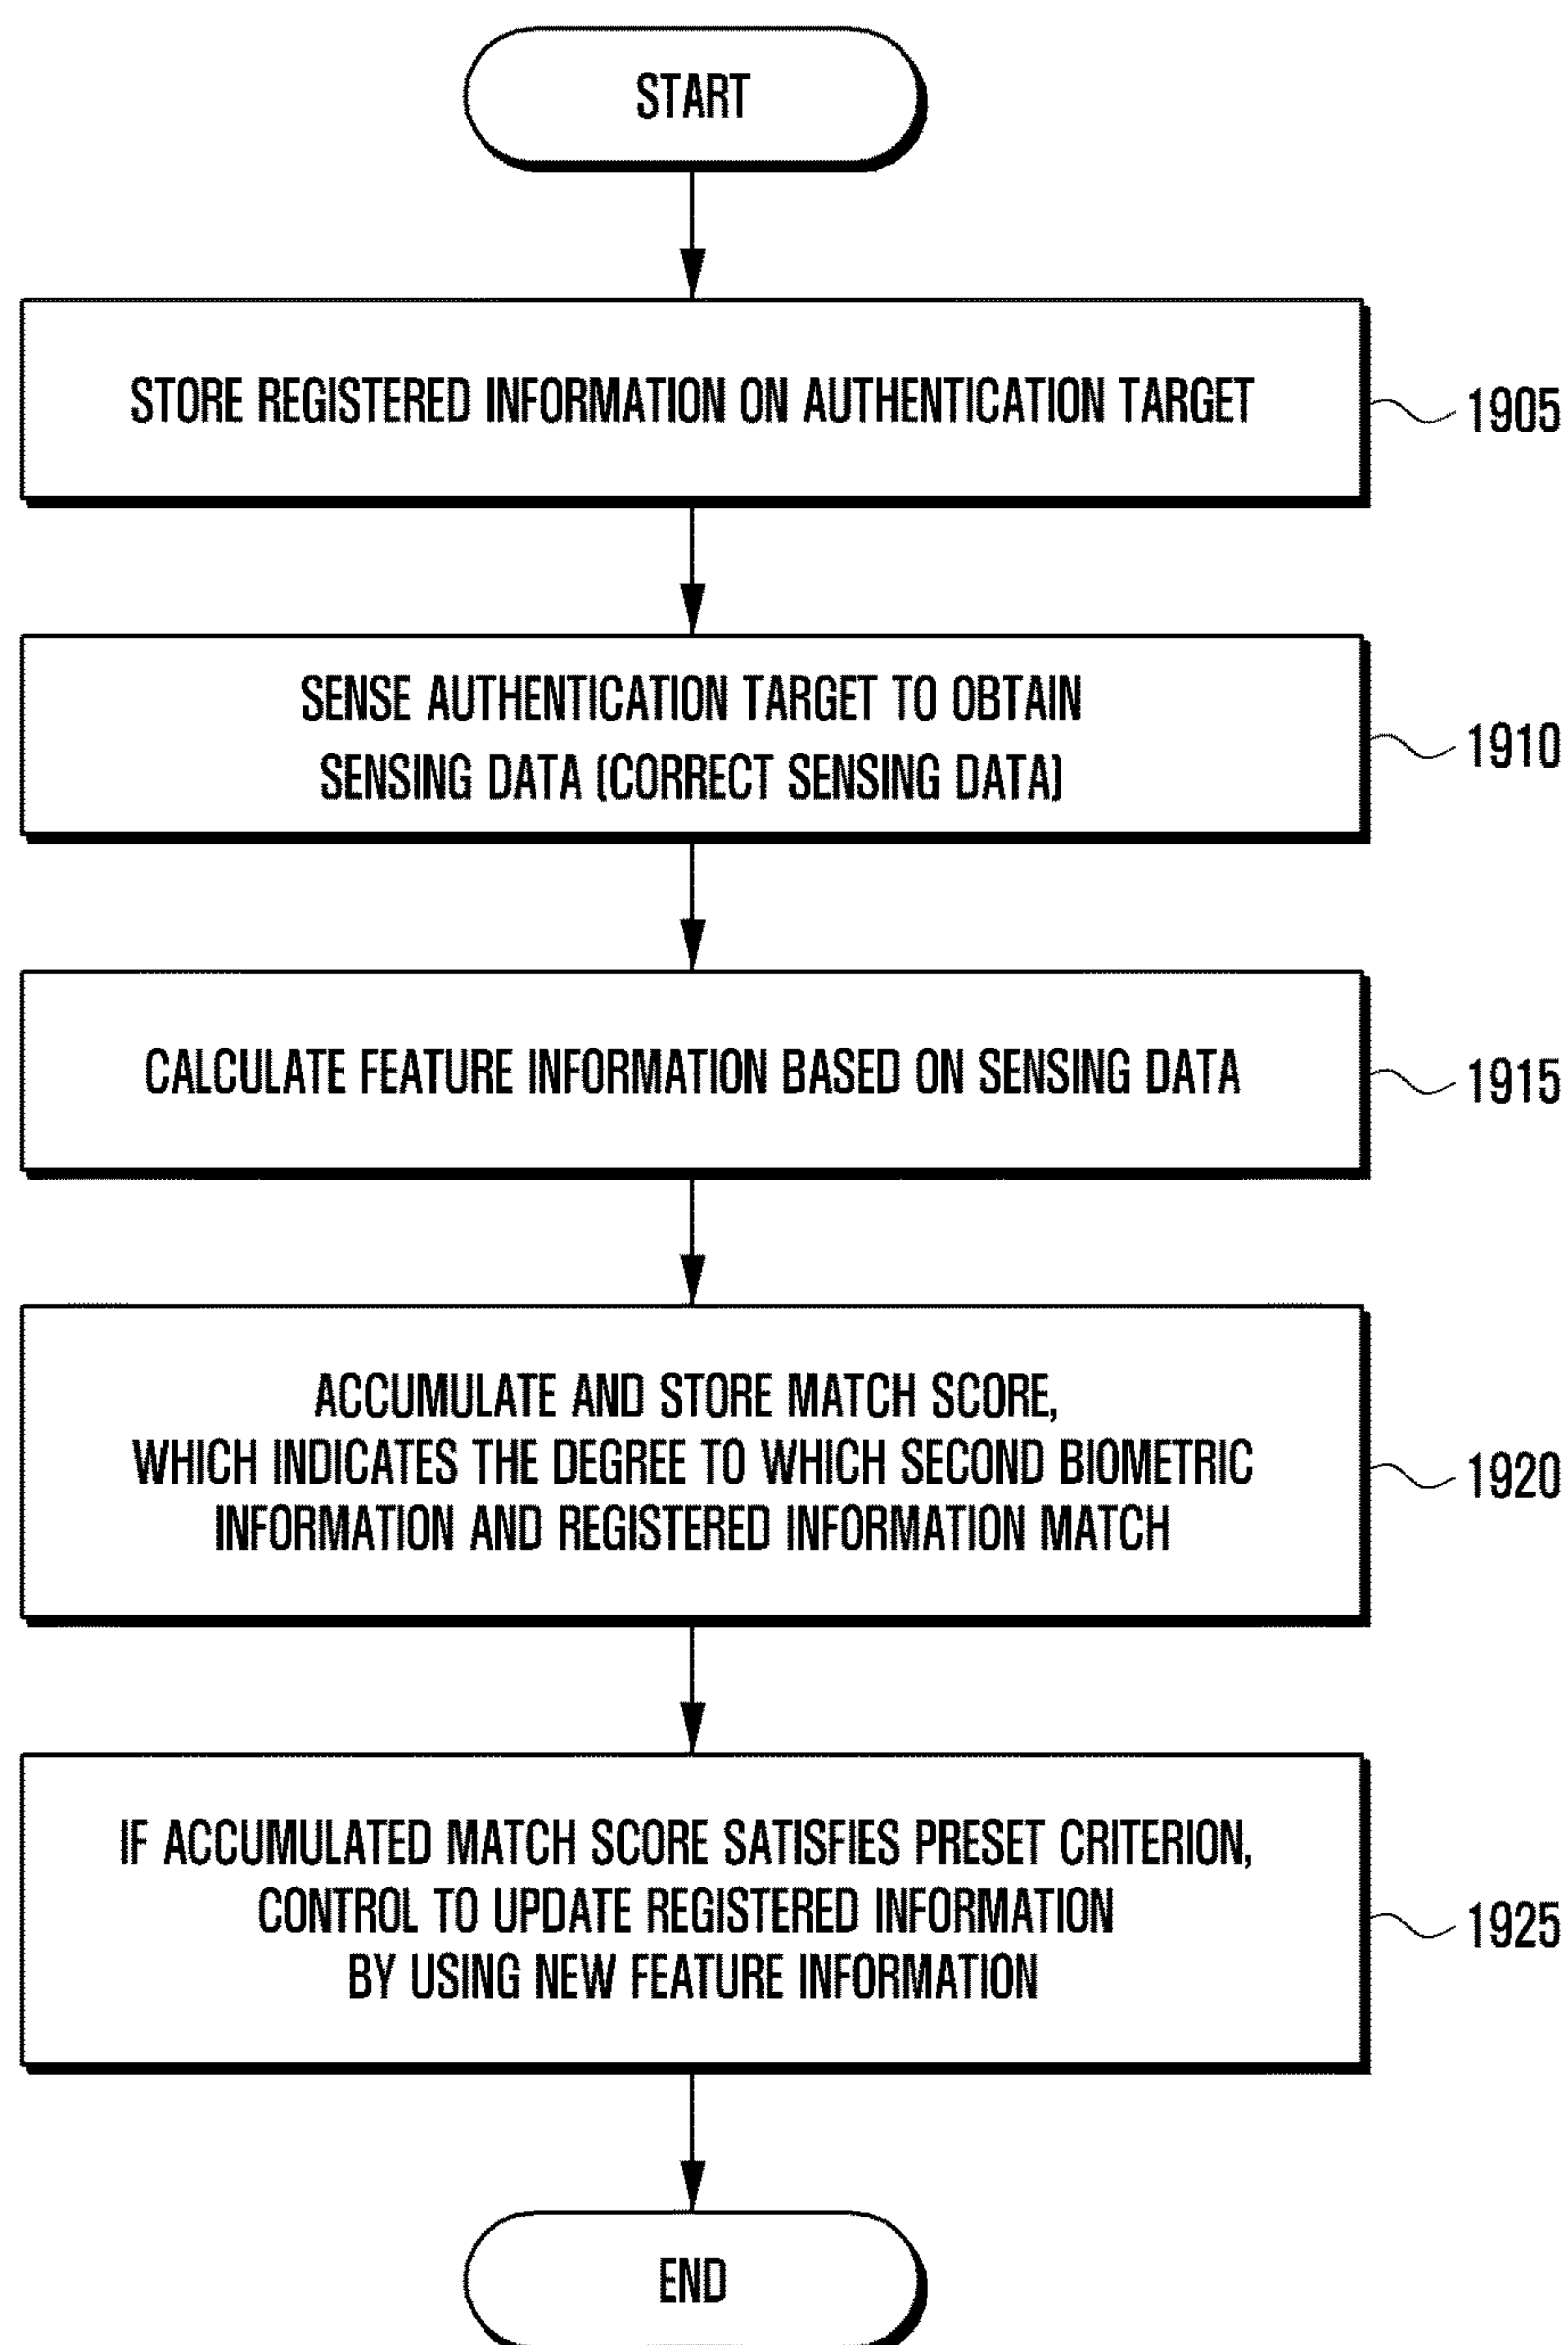 START
STORE REGISTERED INFORMATION ON AUTHENTICATION TARGET
1905
SENSE AUTHENTICATION TARGET TO OBTAIN
SENSING DATA (CORRECT SENSING DATA)
1910
CALCULATE FEATURE INFORMATION BASED ON SENSING DATA
1915
ACCUMULATE AND STORE MATCH SCORE,
WHICH INDICATES THE DEGREE TO WHICH SECOND BIOMETRIC
INFORMATION AND REGISTERED INFORMATION MATCH
1920
IF ACCUMULATED MATCH SCORE SATISFIES PRESET CRITERION,
CONTROL TO UPDATE REGISTERED INFORMATION
BY USING NEW FEATURE INFORMATION
1925
END